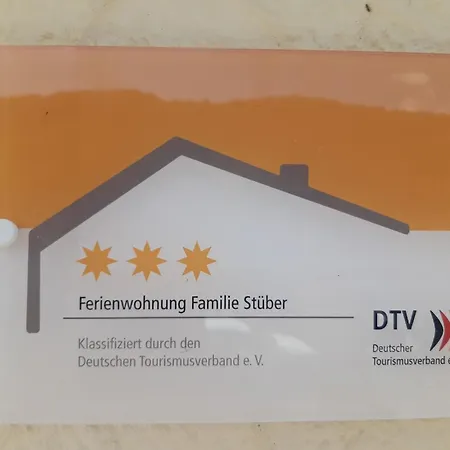 Ferienwohnung Familie Stüber
Klassifiziert durch den
Deutschen Tourismusverband e. V.
DTV
Deutscher
Tourismusverband e